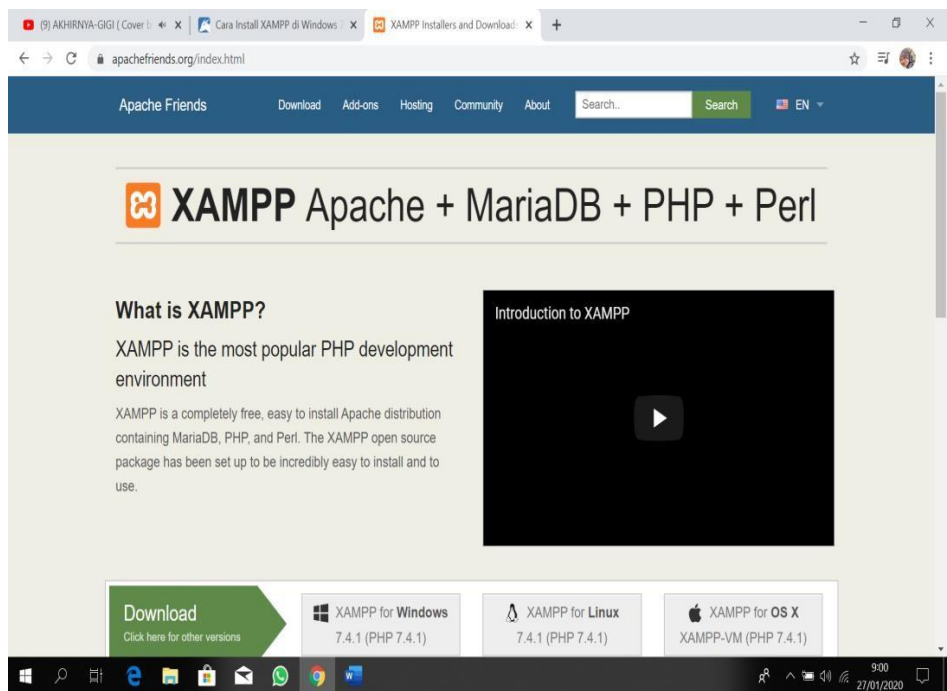 (9) AKHIRNYA-GIGI ( Cover b
Cara Install XAMPP di Windows 7
XAMPP Installers and Download
apachefriends.org/index.html
Apache Friends
Download
Add-ons
Hosting
Community
About
Search..
Search
EN
XAMPP Apache + MariaDB + PHP + Perl
What is XAMPP?
XAMPP is the most popular PHP development
environment
XAMPP is a completely free, easy to install Apache distribution
containing MariaDB, PHP, and Perl. The XAMPP open source
package has been set up to be incredibly easy to install and to
use.
Introduction to XAMPP
Download
Click here for other versions
XAMPP for Windows
7.4.1 (PHP 7.4.1)
XAMPP for Linux
7.4.1 (PHP 7.4.1)
XAMPP for OS X
XAMPP-VM (PHP 7.4.1)
9:00
27/01/2020